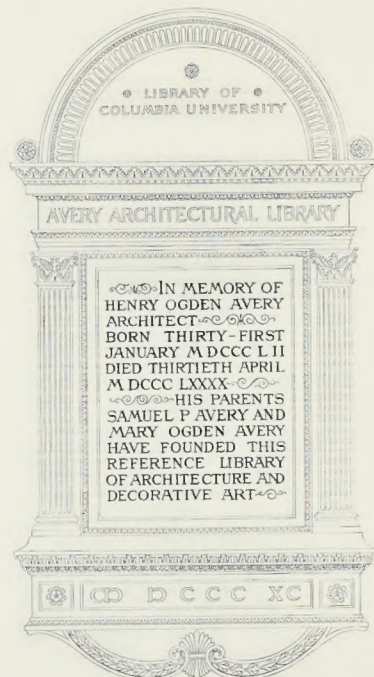 LIBRARY OF
COLUMBIA UNIVERSITY
AVERY ARCHITECTURAL LIBRARY
IN MEMORY OF
HENRY OGDEN AVERY
ARCHITECT
BORN THIRTY-FIRST
JANUARY M DCCC L II
DIED THIRTIETH APRIL
M DCCC LXXXX
HIS PARENTS
SAMUEL P AVERY AND
MARY OGDEN AVERY
HAVE FOUNDED THIS
REFERENCE LIBRARY
OF ARCHITECTURE AND
DECORATIVE ART
M D C C C XC